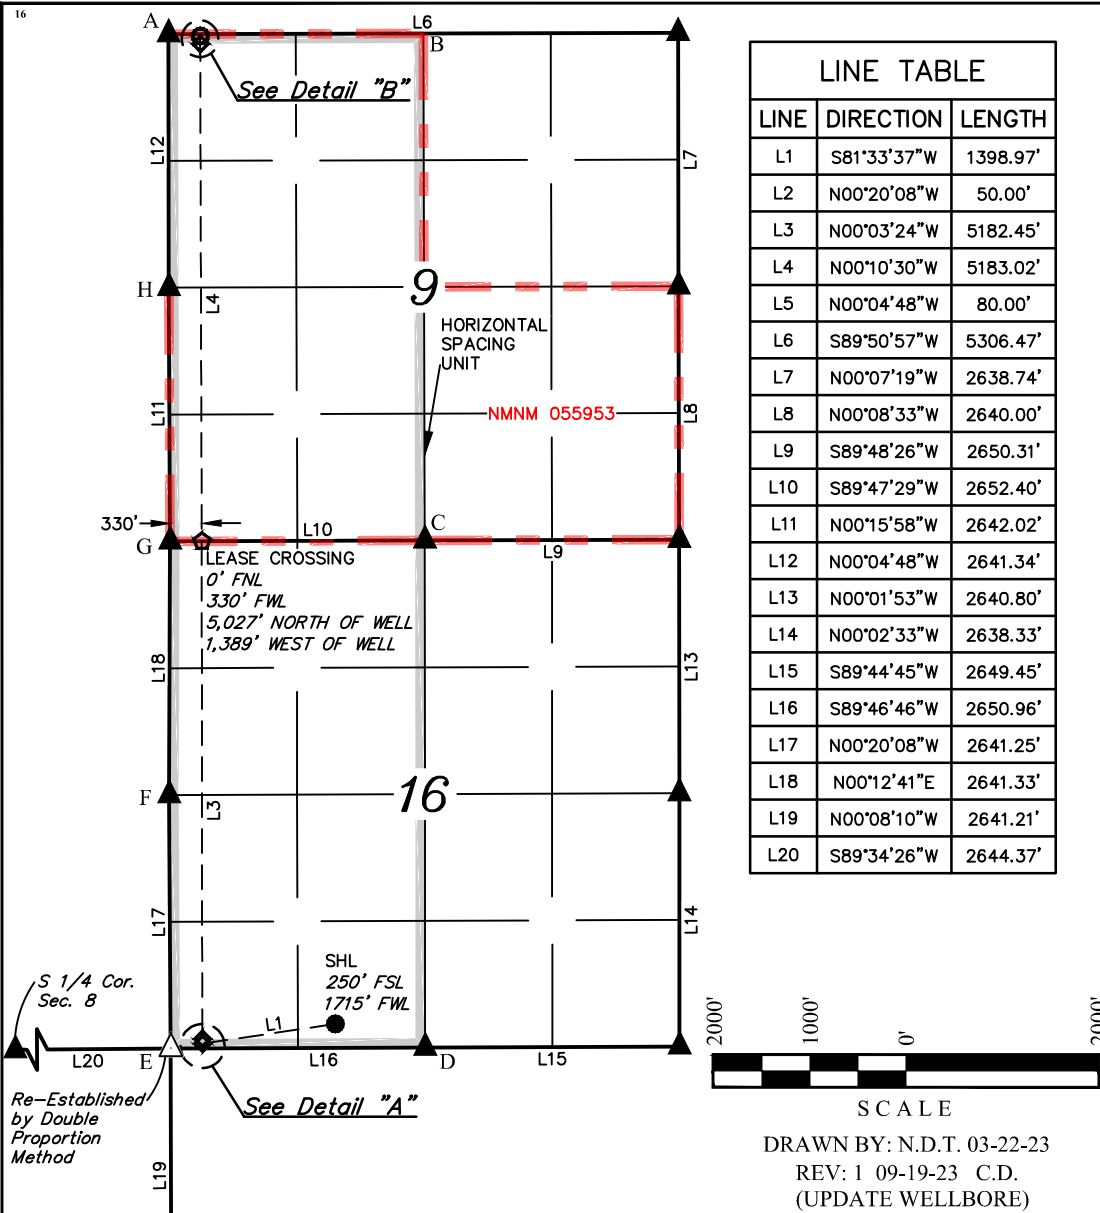 16
A
L6
B
See Detail "B"
L12
L7
H
9
L4
HORIZONTAL
SPACING
UNIT
L11
NMNM 055953
L8
330'
L10
C
G
L9
LEASE CROSSING
0' FNL
330' FWL
5,027' NORTH OF WELL
1,389' WEST OF WELL
L18
L13
F
16
L3
L17
L14
SHL
250' FSL
1715' FWL
S 1/4 Cor.
Sec. 8
L1
L20
E
L16
D
L15
Re-Established
by Double
Proportion
Method
See Detail "A"
L19
LINE TABLE
LINE DIRECTION LENGTH
L1 S81°33'37"W 1398.97'
L2 N00°20'08"W 50.00'
L3 N00°03'24"W 5182.45'
L4 N00°10'30"W 5183.02'
L5 N00°04'48"W 80.00'
L6 S89°50'57"W 5306.47'
L7 N00°07'19"W 2638.74'
L8 N00°08'33"W 2640.00'
L9 S89°48'26"W 2650.31'
L10 S89°47'29"W 2652.40'
L11 N00°15'58"W 2642.02'
L12 N00°04'48"W 2641.34'
L13 N00°01'53"W 2640.80'
L14 N00°02'33"W 2638.33'
L15 S89°44'45"W 2649.45'
L16 S89°46'46"W 2650.96'
L17 N00°20'08"W 2641.25'
L18 N00°12'41"E 2641.33'
L19 N00°08'10"W 2641.21'
L20 S89°34'26"W 2644.37'
2000' 1000' 0' 2000'
SCALE
DRAWN BY: N.D.T. 03-22-23
REV: 1 09-19-23 C.D.
(UPDATE WELLBORE)